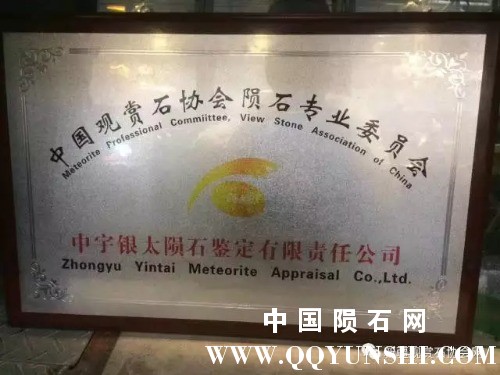 中国观赏石协会陨石专业委员会
Meteorite Professional Commiittee, View Stone Association of China
中宇银太陨石鉴定有限责任公司
Zhongyu Yintai Meteorite Appraisal Co.,Ltd.
中国陨石网
WWW.QQYUNSHI.COM